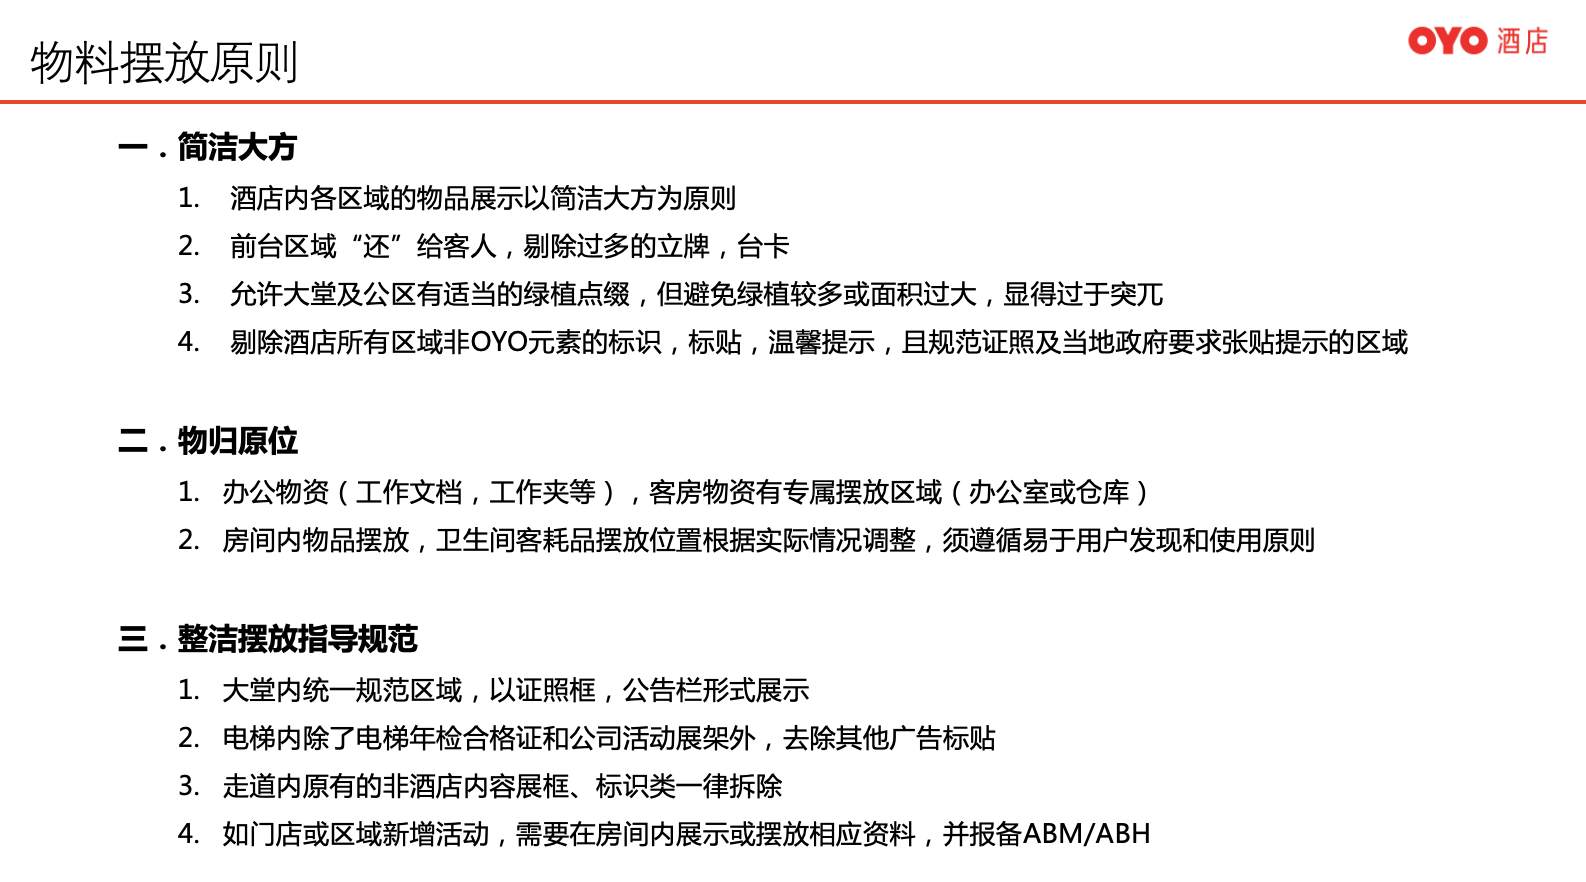 物料摆放原则
OYO 酒店
一．简洁大方
1. 酒店内各区域的物品展示以简洁大方为原则
2. 前台区域“还”给客人，剔除过多的立牌，台卡
3. 允许大堂及公区有适当的绿植点缀，但避免绿植较多或面积过大，显得过于突兀
4. 剔除酒店所有区域非OYO元素的标识，标贴，温馨提示，且规范证照及当地政府要求张贴提示的区域
二．物归原位
1. 办公物资（工作文档，工作夹等），客房物资有专属摆放区域（办公室或仓库）
2. 房间内物品摆放，卫生间客耗品摆放位置根据实际情况调整，须遵循易于用户发现和使用原则
三．整洁摆放指导规范
1. 大堂内统一规范区域，以证照框，公告栏形式展示
2. 电梯内除了电梯年检合格证和公司活动展架外，去除其他广告标贴
3. 走道内原有的非酒店内容展框、标识类一律拆除
4. 如门店或区域新增活动，需要在房间内展示或摆放相应资料，并报备ABM/ABH